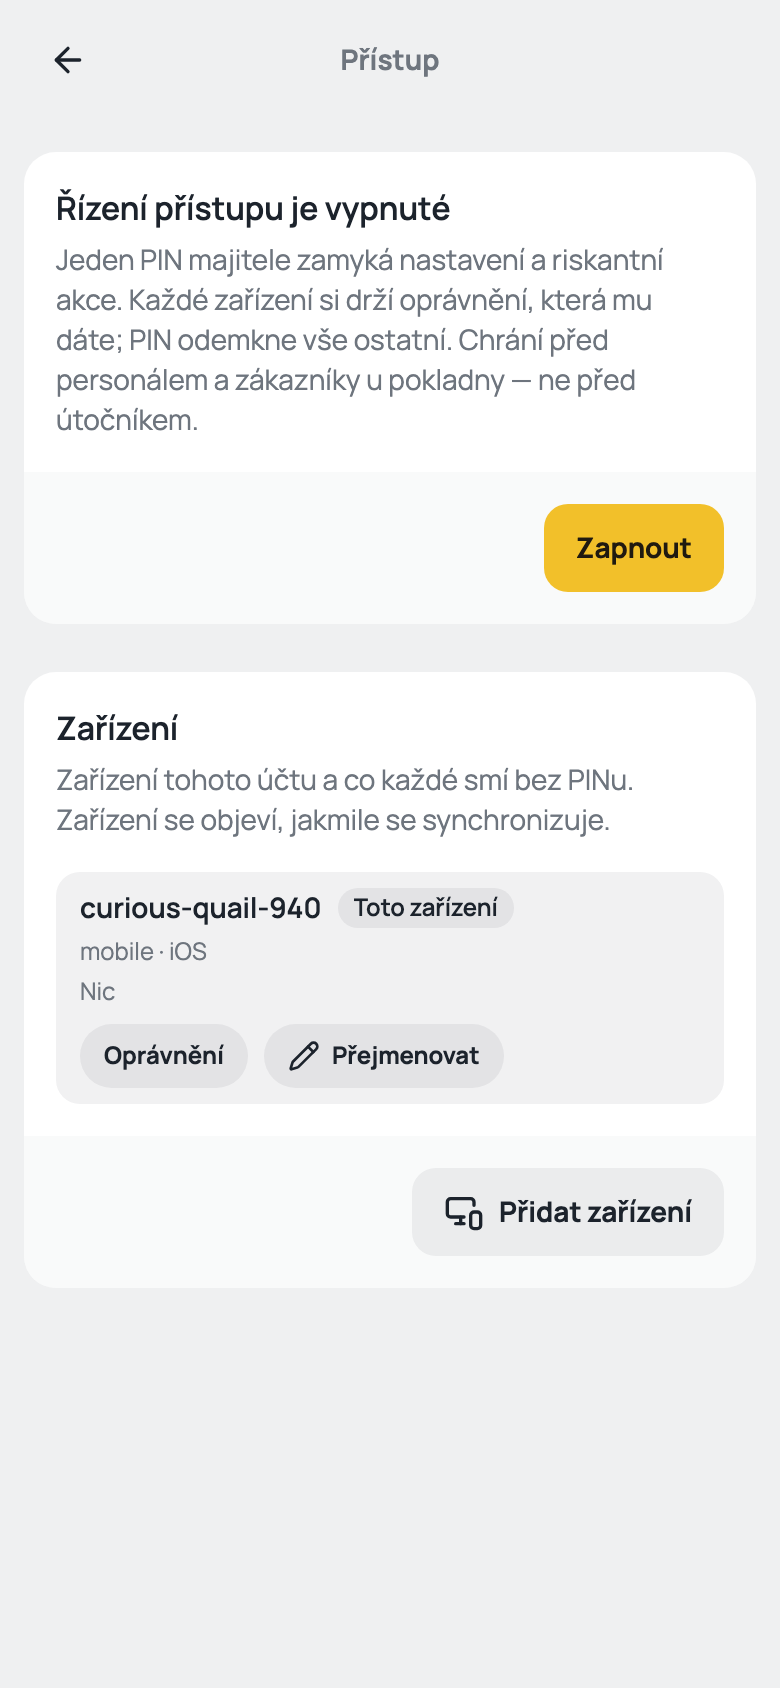 Přístup
Řízení přístupu je vypnuté
Jeden PIN majitele zamyká nastavení a riskantní
akce. Každé zařízení si drží oprávnění, která mu
dáte; PIN odemkne vše ostatní. Chrání před
personálem a zákazníky u pokladny — ne před
útočníkem.
Zapnout
Zařízení
Zařízení tohoto účtu a co každé smí bez PINu.
Zařízení se objeví, jakmile se synchronizuje.
curious-quail-940 Toto zařízení
mobile · iOS
Nic
Oprávnění Přejmenovat
Přidat zařízení